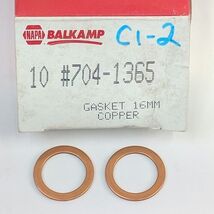 NAPA BALKAMP
C1-2
10 #704-1365
GASKET 16MM
COPPER